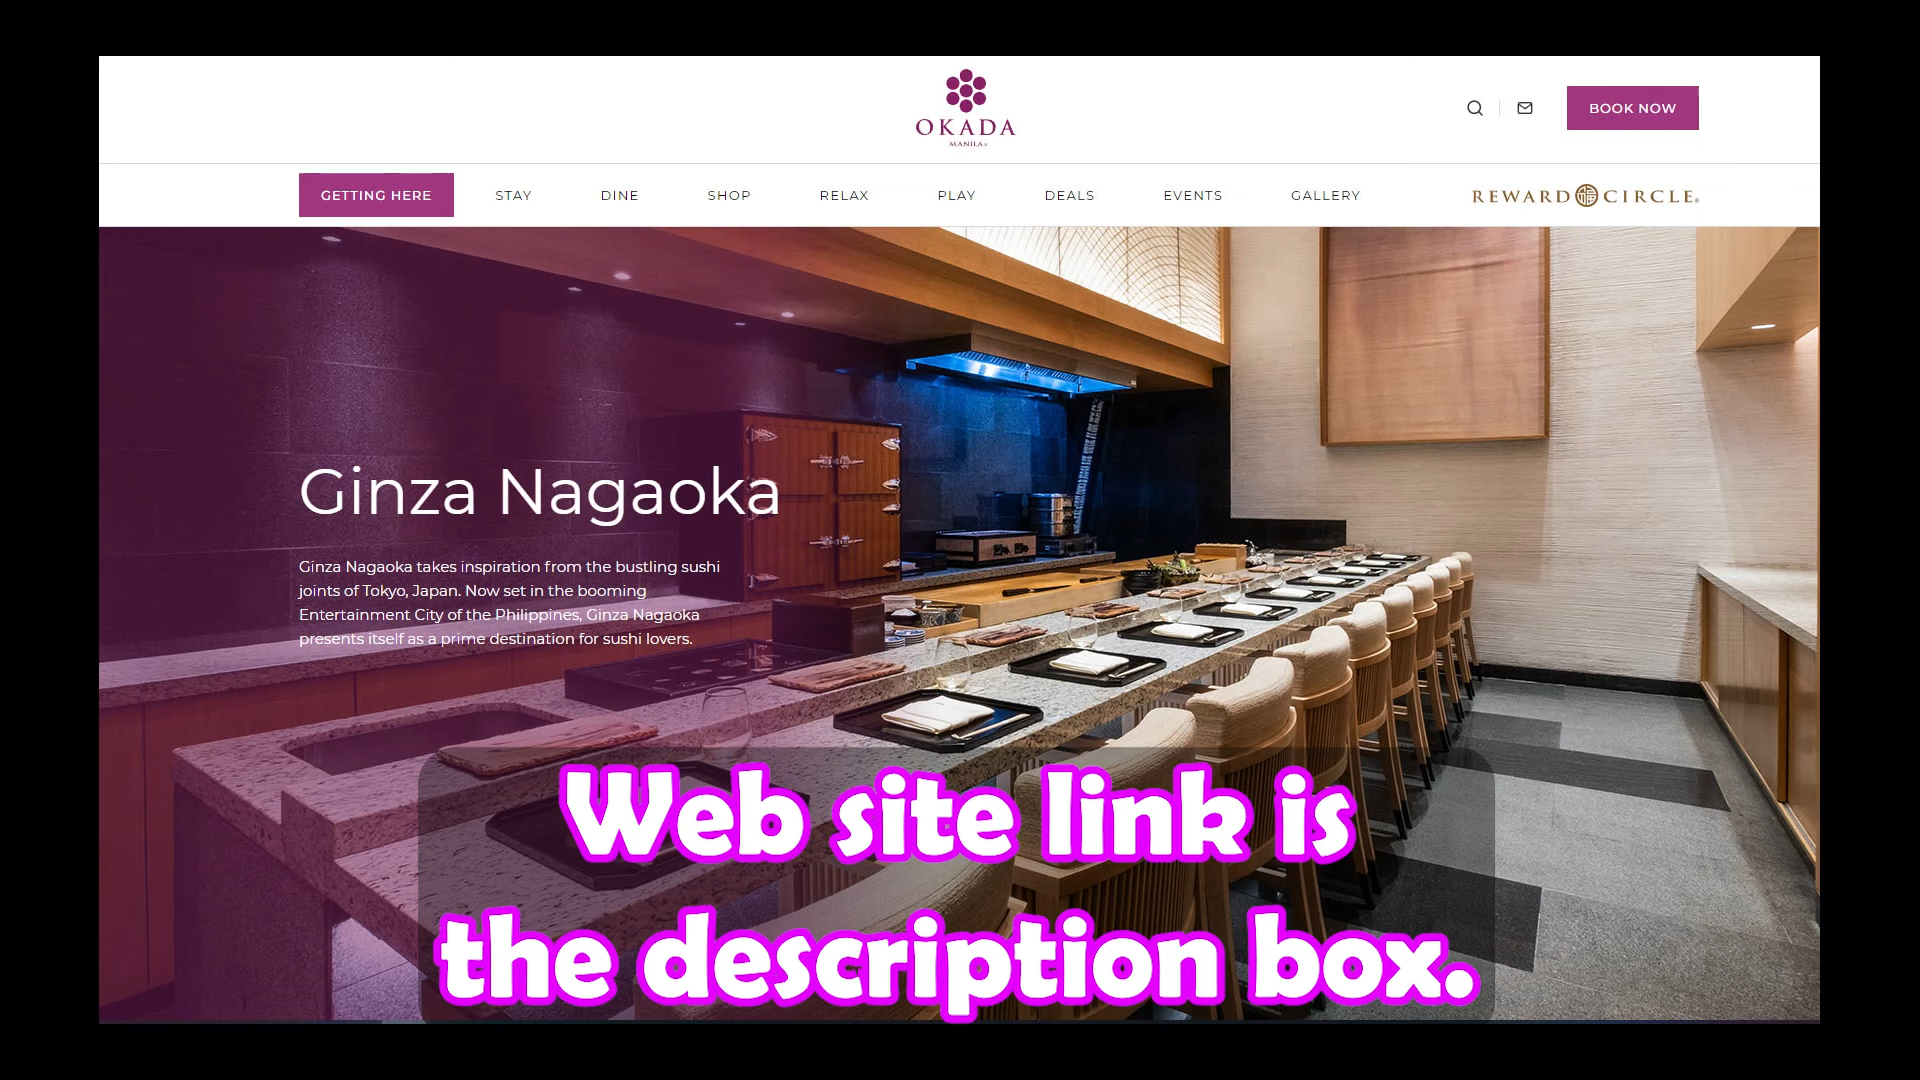 OKADA
MANILA
BOOK NOW
GETTING HERE
STAY
DINE
SHOP
RELAX
PLAY
DEALS
EVENTS
GALLERY
REWARD CIRCLE
Ginza Nagaoka
Ginza Nagaoka takes inspiration from the bustling sushi
joints of Tokyo, Japan. Now set in the booming
Entertainment City of the Philippines, Ginza Nagaoka
presents itself as a prime destination for sushi lovers.
Web site link is
the description box.